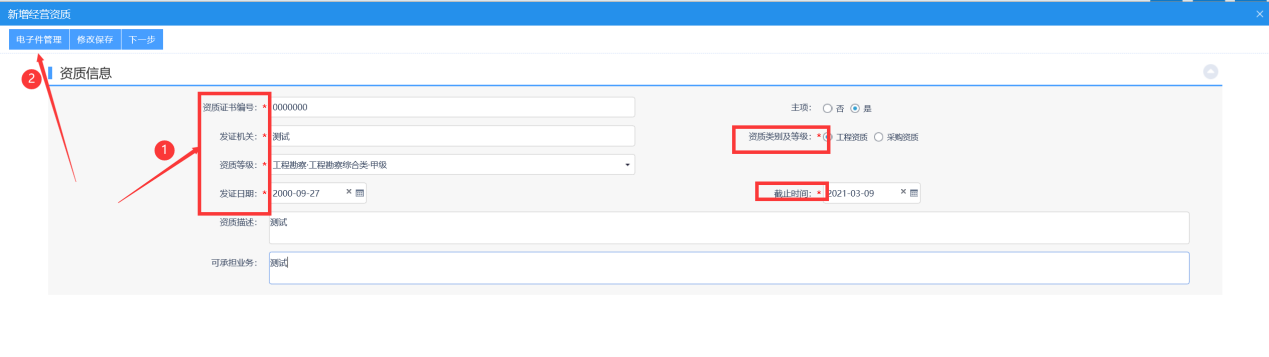 新增经营资质 ×
电子件管理 修改保存 下一步
2 资质信息
资质证书编号: * 0000000 主项: 否 是
1 发证机关: * 测试 资质类别及等级: * 工程资质 采购资质
资质等级: * 工程勘察·工程勘察综合类·甲级
发证日期: * 2000-09-27 × 截止时间: * 2021-03-09 ×
资质描述: 测试
可承担业务: 测试